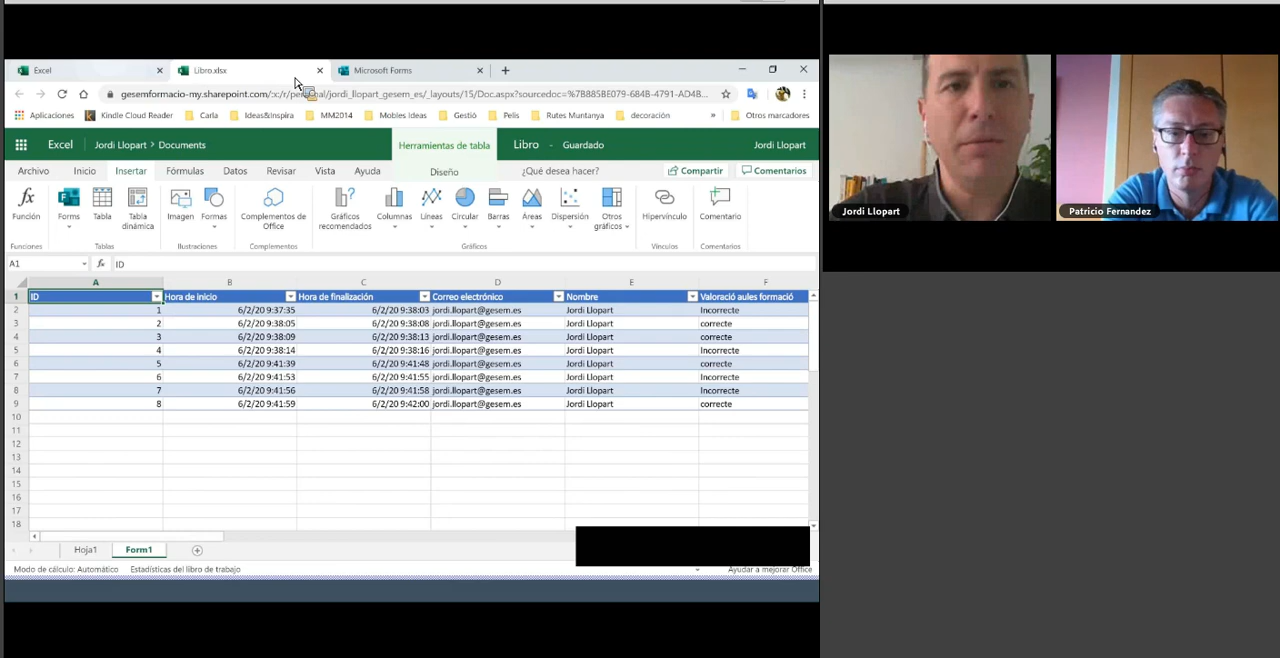 Excel
Libro.xlsx
Microsoft Forms
gesemformacio-my.sharepoint.com/:x:/r/personal/jordi_llopart_gesem_es/_layouts/15/Doc.aspx?sourcedoc=%7B885BE079-684B-4791-AD4B...
Aplicaciones Kindle Cloud Reader Carla Ideas&Inspira MM2014 Mobles Ideas Gestió Pelis Rutes Muntanya decoración » Otros marcadores
Excel Jordi Llopart > Documents Herramientas de tabla Libro - Guardado Jordi Llopart
Archivo Inicio Insertar Fórmulas Datos Revisar Vista Ayuda Diseño ¿Qué desea hacer? Compartir Comentarios
Función Forms Tabla Tabla dinámica Imagen Formas Complementos de Office Gráficos recomendados Columnas Líneas Circular Barras Áreas Dispersión Otros gráficos Hipervínculo Comentario
Funciones Tablas Ilustraciones Complementos Gráficos Vínculos Comentarios
A1 fx ID
A B C D E F
1 ID Hora de inicio Hora de finalización Correo electrónico Nombre Valoració aules formació
2 1 6/2/20 9:37:35 6/2/20 9:38:03 jordi.llopart@gesem.es Jordi Llopart Incorrecte
3 2 6/2/20 9:38:05 6/2/20 9:38:08 jordi.llopart@gesem.es Jordi Llopart correcte
4 3 6/2/20 9:38:09 6/2/20 9:38:13 jordi.llopart@gesem.es Jordi Llopart correcte
5 4 6/2/20 9:38:14 6/2/20 9:38:16 jordi.llopart@gesem.es Jordi Llopart Incorrecte
6 5 6/2/20 9:41:39 6/2/20 9:41:48 jordi.llopart@gesem.es Jordi Llopart correcte
7 6 6/2/20 9:41:53 6/2/20 9:41:55 jordi.llopart@gesem.es Jordi Llopart Incorrecte
8 7 6/2/20 9:41:56 6/2/20 9:41:58 jordi.llopart@gesem.es Jordi Llopart Incorrecte
9 8 6/2/20 9:41:59 6/2/20 9:42:00 jordi.llopart@gesem.es Jordi Llopart correcte
10
11
12
13
14
15
16
17
18
Hoja1 Form1
Modo de cálculo: Automático Estadísticas del libro de trabajo Ayudar a mejorar Office
Jordi Llopart
Patricio Fernandez